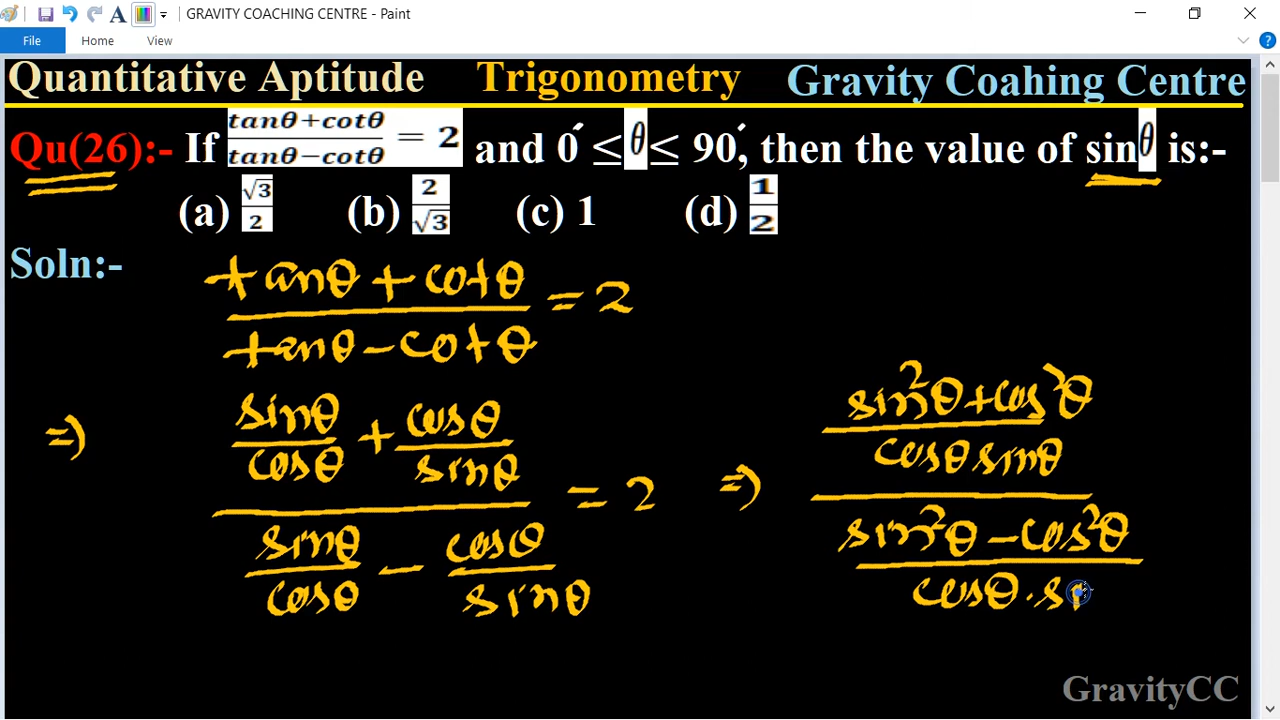 GRAVITY COACHING CENTRE - Paint
File Home View
Quantitative Aptitude Trigonometry Gravity Coahing Centre
Qu(26):- If (tanθ+cotθ)/(tanθ−cotθ) = 2 and 0° ≤ θ ≤ 90°, then the value of sinθ is:-
(a) √3/2 (b) 2/√3 (c) 1 (d) 1/2
Soln:-
(tanθ + cotθ)/(tanθ − cotθ) = 2
⇒ (sinθ/cosθ + cosθ/sinθ)/(sinθ/cosθ − cosθ/sinθ) = 2
⇒ ((sin²θ + cos²θ)/(cosθ sinθ))/((sin²θ − cos²θ)/(cosθ · si
GravityCC